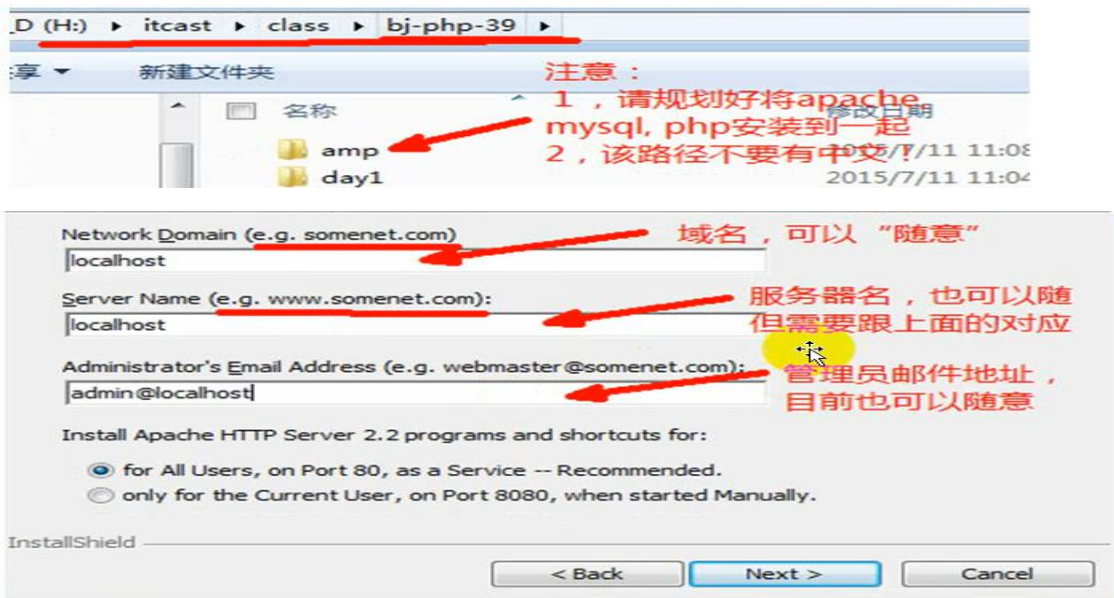 _D (H:) ▸ itcast ▸ class ▸ bj-php-39 ▸
享 新建文件夹
注意：
名称
修改日期
1，请规划好将apache,
mysql, php安装到一起
amp
2015/7/11 11:08
2，该路径不要有中文！
day1
2015/7/11 11:04
Network Domain (e.g. somenet.com)
域名，可以“随意”
localhost
Server Name (e.g. www.somenet.com):
服务器名，也可以随
localhost
但需要跟上面的对应
Administrator's Email Address (e.g. webmaster@somenet.com):
管理员邮件地址，
admin@localhost
目前也可以随意
Install Apache HTTP Server 2.2 programs and shortcuts for:
for All Users, on Port 80, as a Service -- Recommended.
only for the Current User, on Port 8080, when started Manually.
InstallShield
< Back Next > Cancel